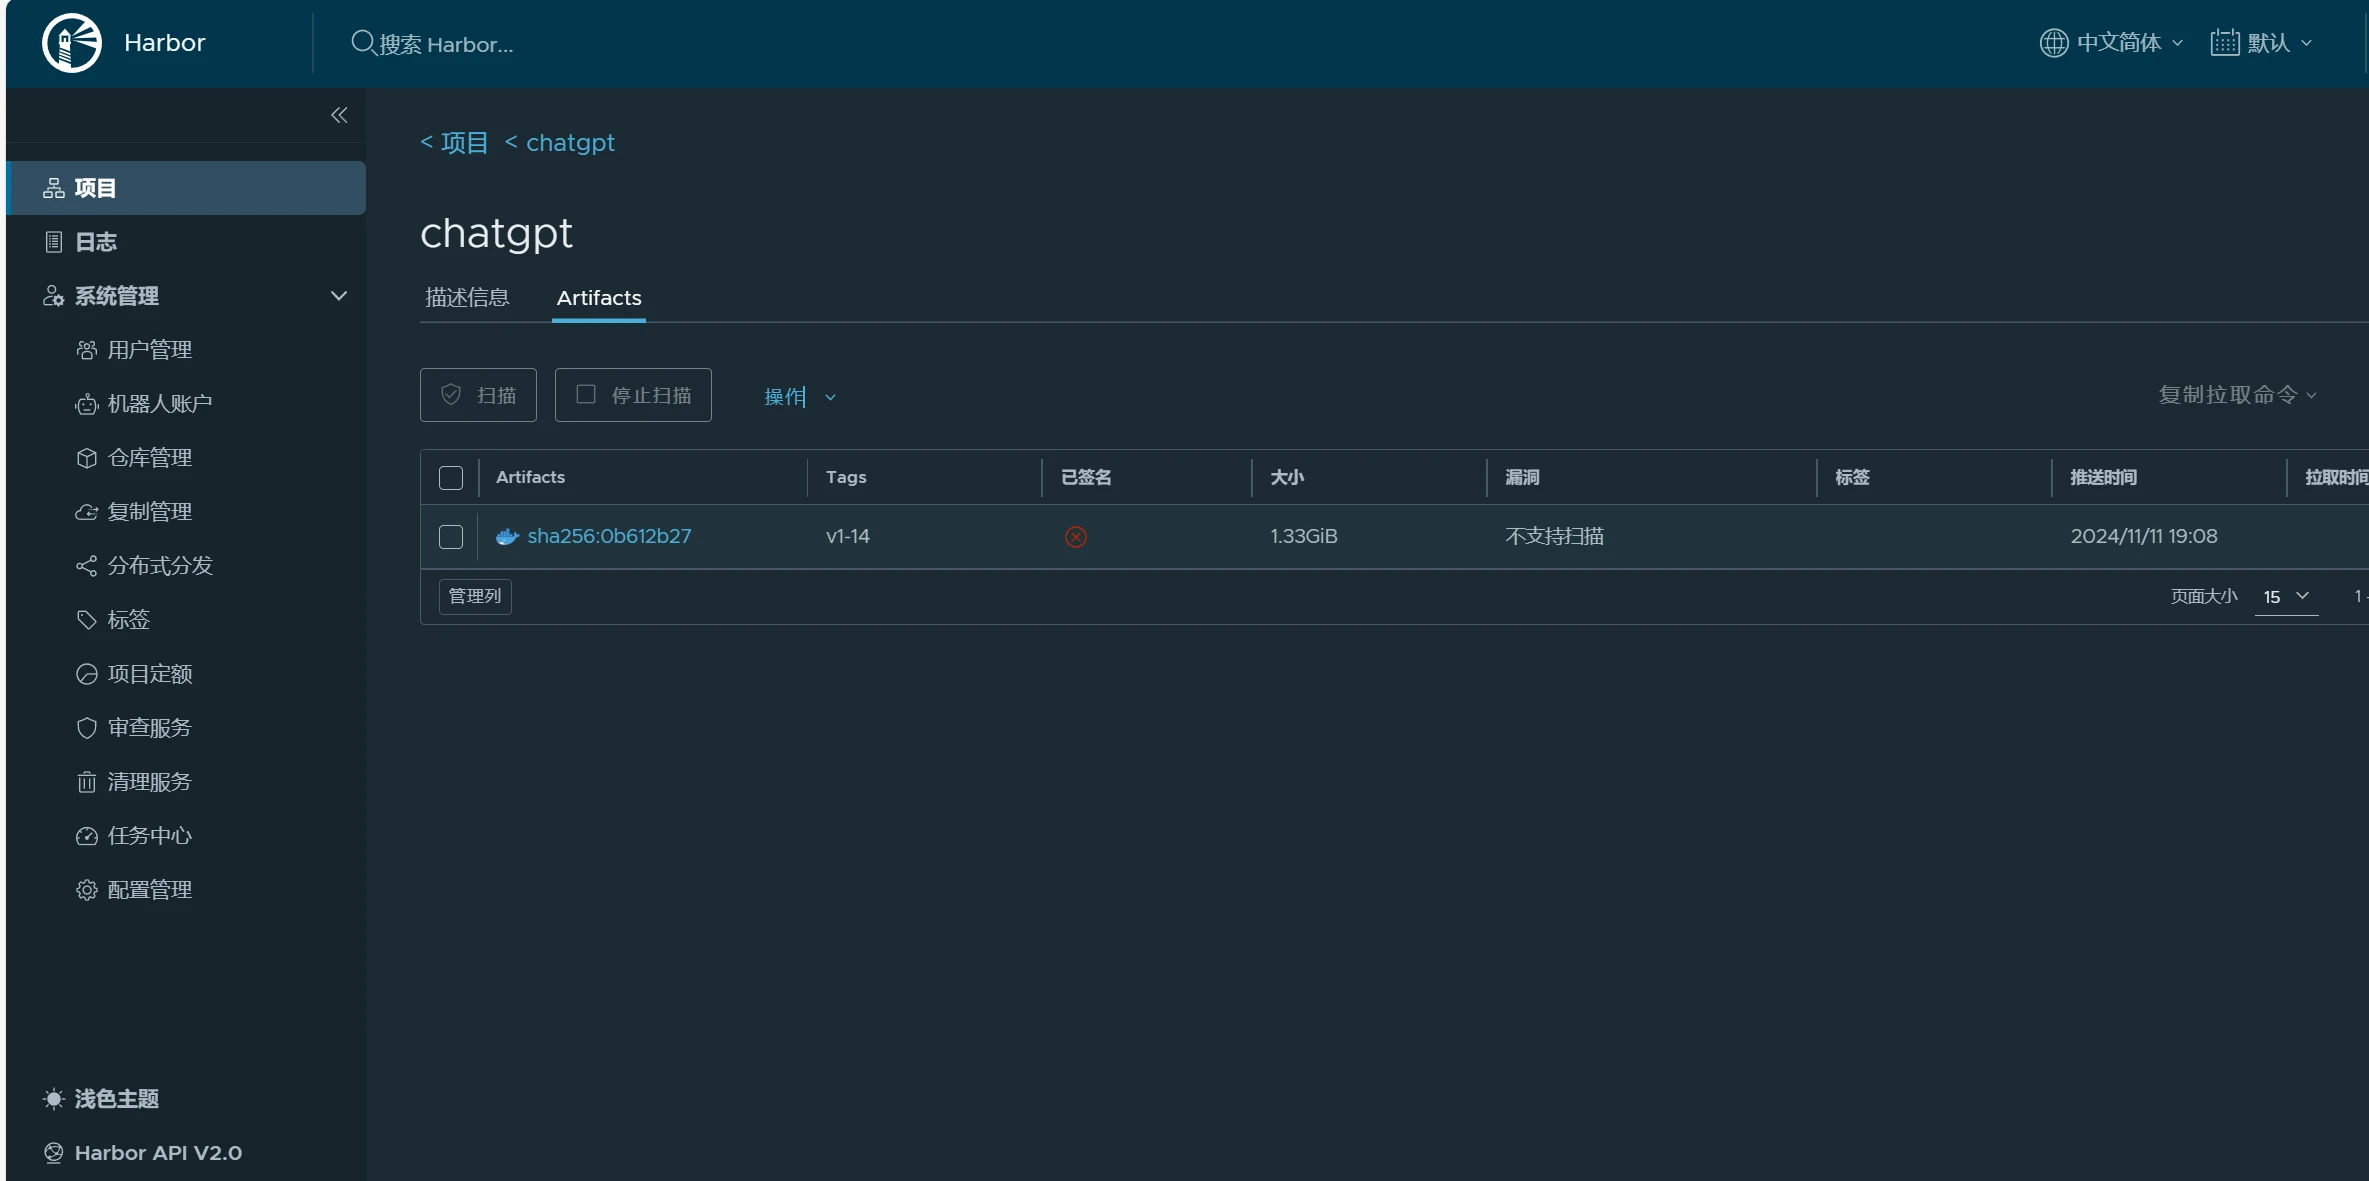 Harbor
搜索 Harbor...
中文简体
默认
项目
日志
系统管理
用户管理
机器人账户
仓库管理
复制管理
分布式分发
标签
项目定额
审查服务
清理服务
任务中心
配置管理
浅色主题
Harbor API V2.0
< 项目 < chatgpt
chatgpt
描述信息 Artifacts
扫描 停止扫描 操作 复制拉取命令
Artifacts Tags 已签名 大小 漏洞 标签 推送时间 拉取时间
sha256:0b612b27 v1-14 1.33GiB 不支持扫描 2024/11/11 19:08
管理列 页面大小 15 1 -